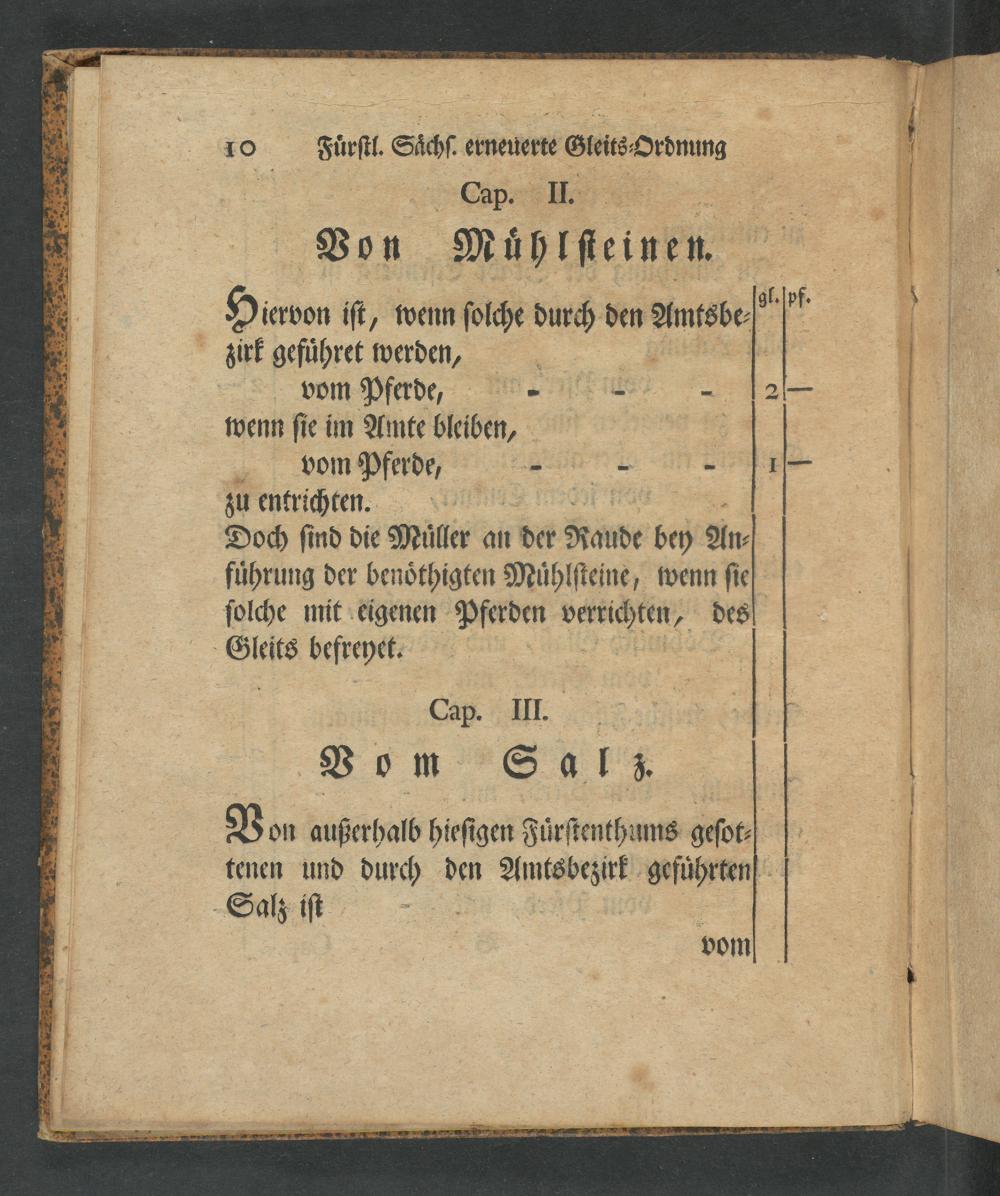 10 Fürstl. Sächs. erneuerte Gleits-Ordnung
Cap. II.
Von Mühlsteinen.
gl. pf.
Hiervon ist, wenn solche durch den Amtsbe-
zirk geführet werden,
vom Pferde, - - - 2 —
wenn sie im Amte bleiben,
vom Pferde, - - - 1 —
zu entrichten.
Doch sind die Müller an der Raude bey An-
führung der benöthigten Mühlsteine, wenn sie
solche mit eigenen Pferden verrichten, des
Gleits befreyet.
Cap. III.
Vom Salz.
Von außerhalb hiesigen Fürstenthums gesot-
tenen und durch den Amtsbezirk geführten
Salz ist
vom